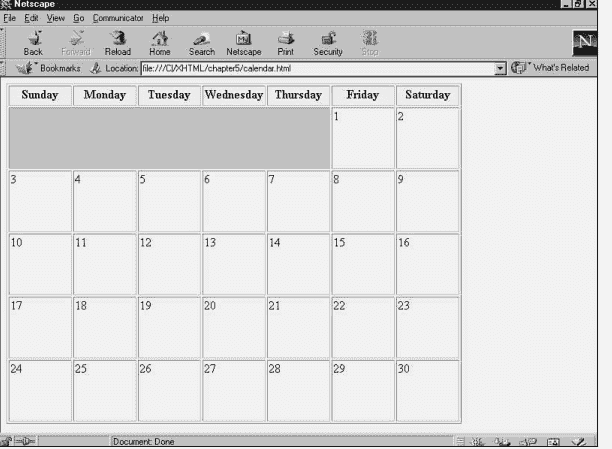 Netscape
File Edit View Go Communicator Help
Back Forward Reload Home Search Netscape Print Security Stop
N
Bookmarks Location: file:///C|/XHTML/chapter5/calendar.html What's Related
Sunday Monday Tuesday Wednesday Thursday Friday Saturday
1 2
3 4 5 6 7 8 9
10 11 12 13 14 15 16
17 18 19 20 21 22 23
24 25 26 27 28 29 30
Document: Done